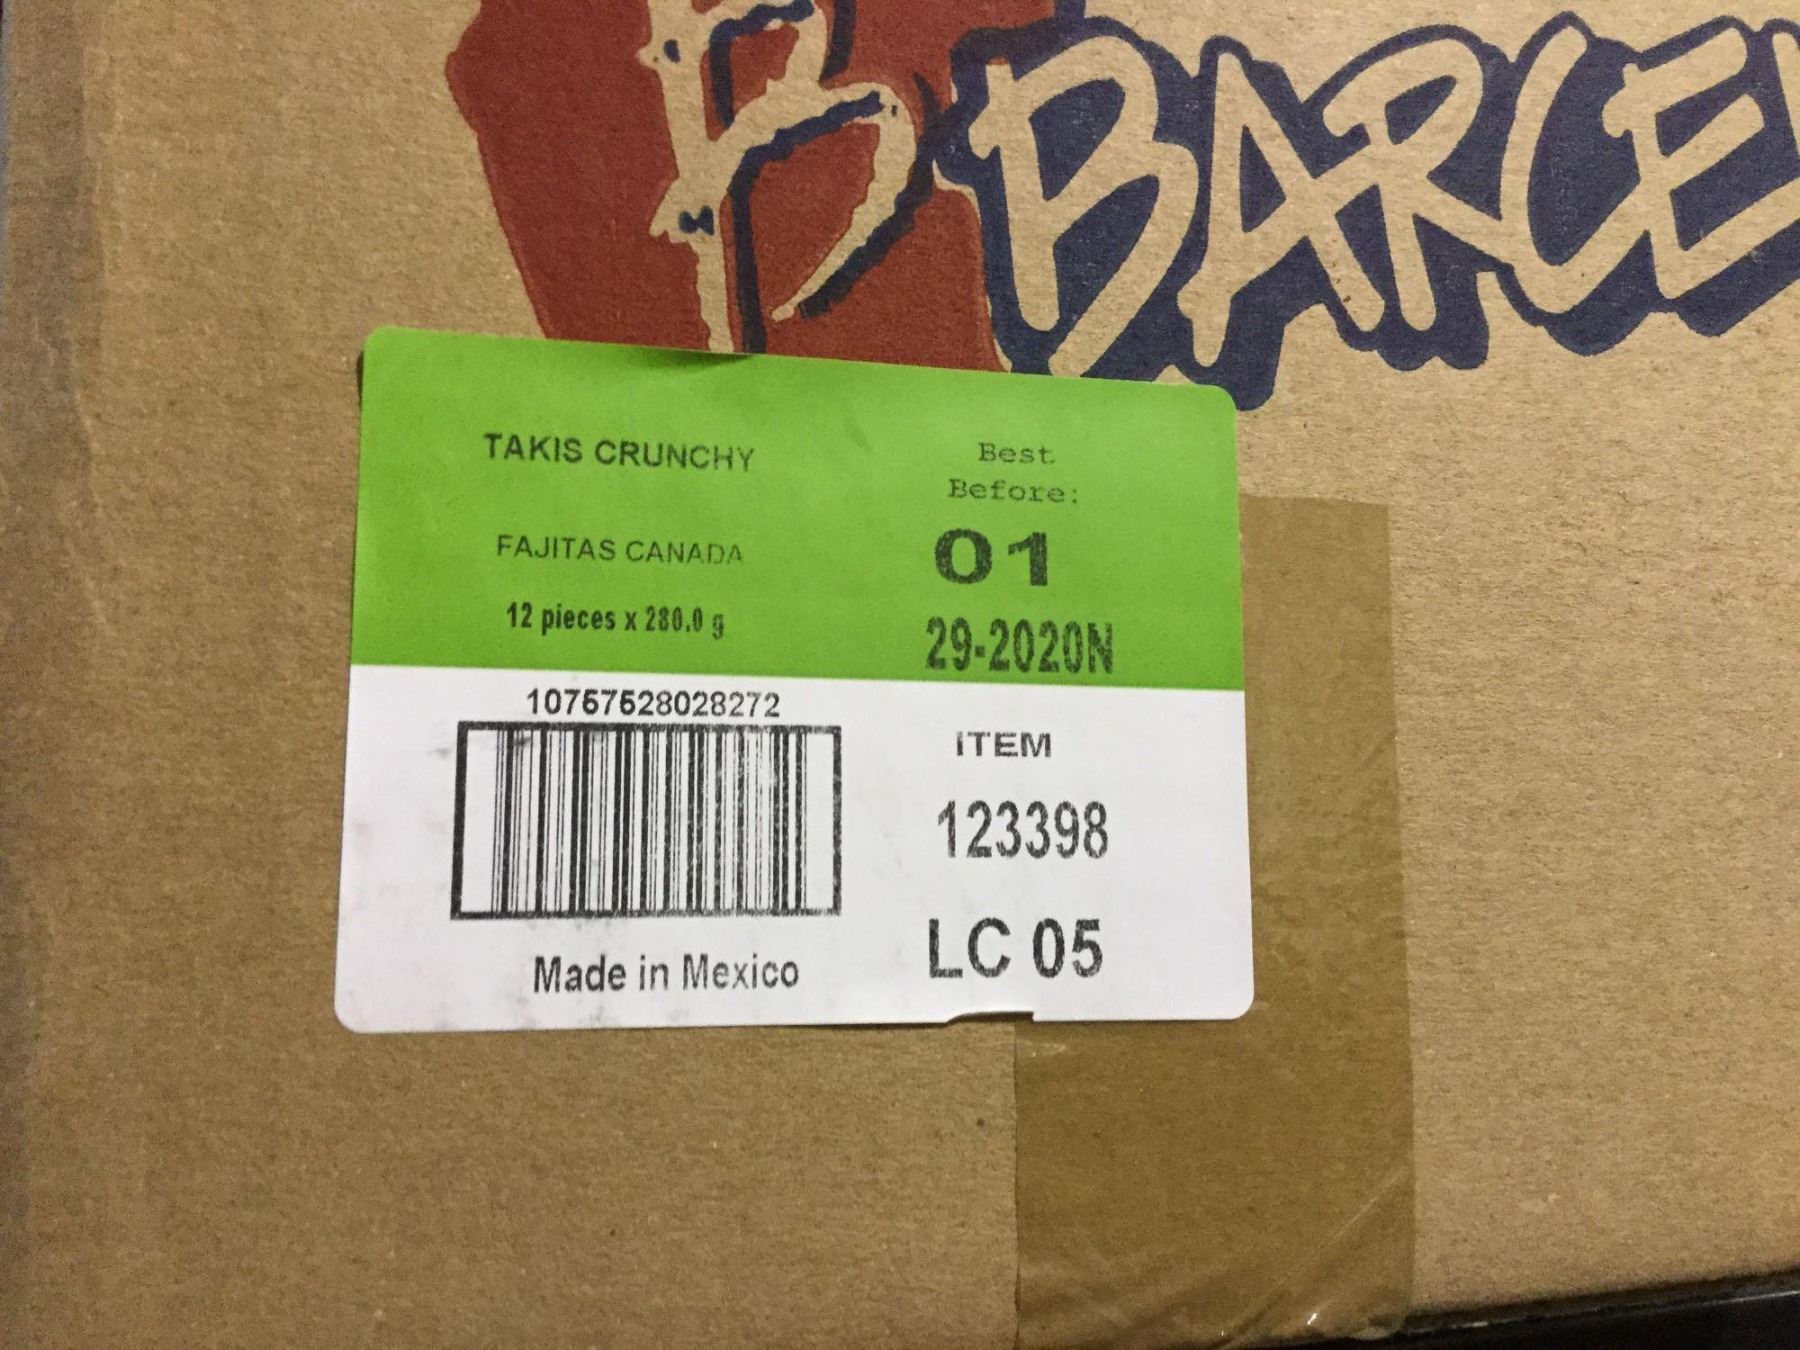 BARCEL
TAKIS CRUNCHY
FAJITAS CANADA
12 pieces x 280.0 g
Best
Before:
01
29-2020N
10757528028272
ITEM
123398
LC 05
Made in Mexico